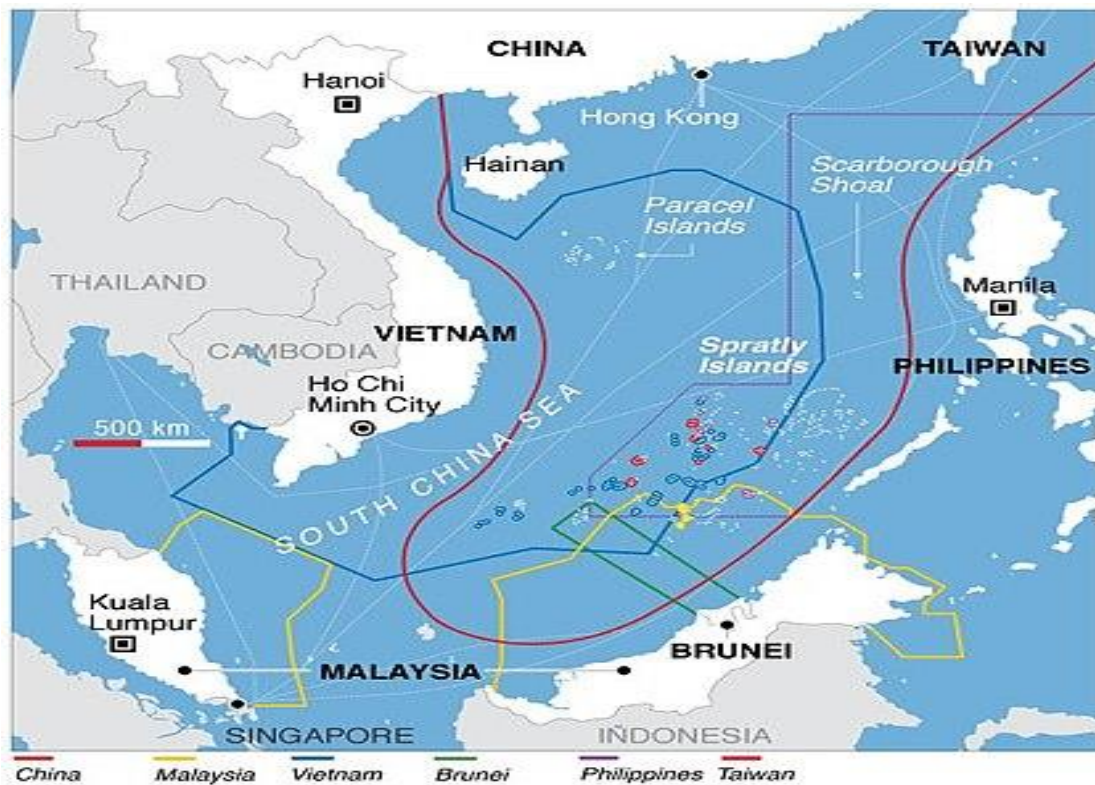 CHINA
TAIWAN
Hanoi
Hong Kong
Hainan
Scarborough
Shoal
Paracel
Islands
THAILAND
Manila
VIETNAM
CAMBODIA
Spratly
Islands
PHILIPPINES
Ho Chi
Minh City
500 km
SOUTH CHINA SEA
Kuala
Lumpur
BRUNEI
MALAYSIA
SINGAPORE
INDONESIA
China
Malaysia
Vietnam
Brunei
Philippines
Taiwan